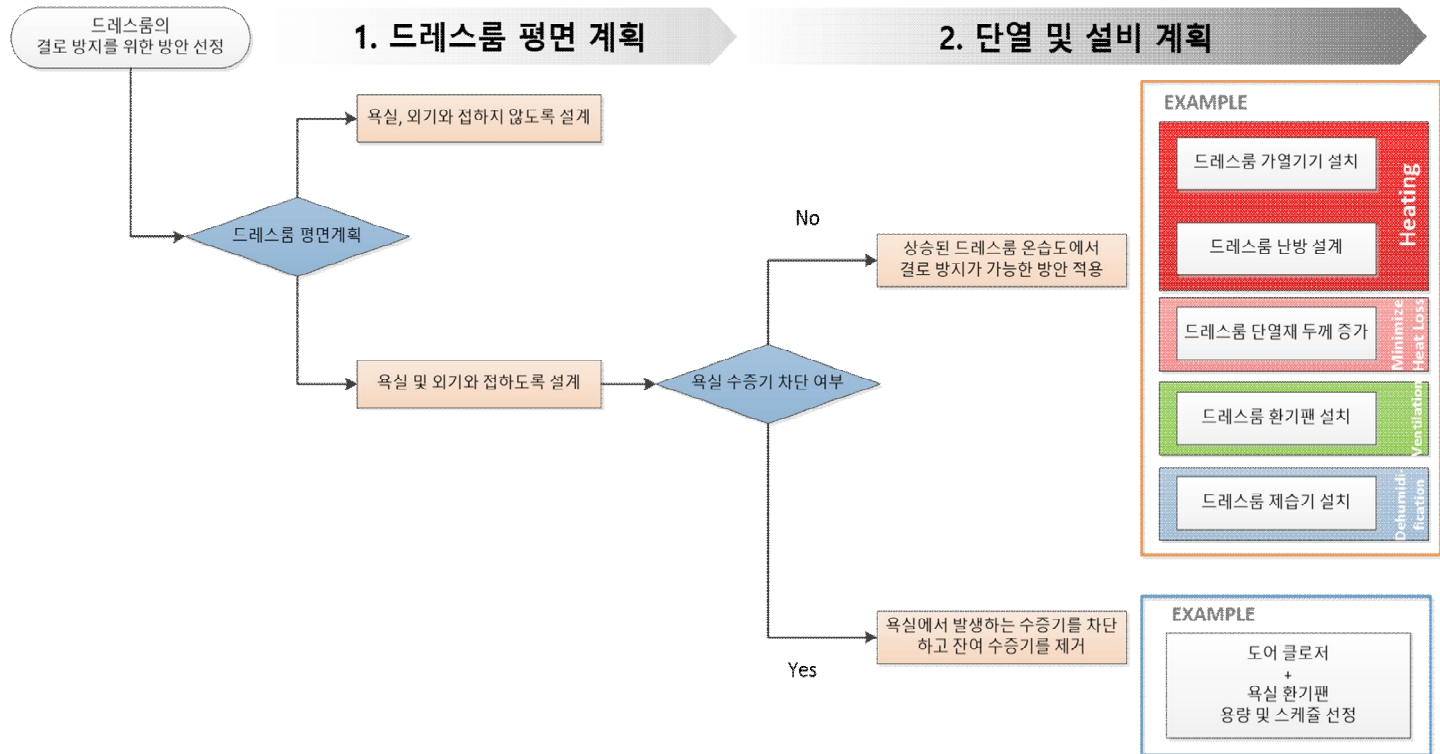 드레스룸의
결로 방지를 위한 방안 선정
1. 드레스룸 평면 계획
2. 단열 및 설비 계획
욕실, 외기와 접하지 않도록 설계
드레스룸 평면계획
욕실 및 외기와 접하도록 설계
욕실 수증기 차단 여부
No
상승된 드레스룸 온습도에서
결로 방지가 가능한 방안 적용
Yes
욕실에서 발생하는 수증기를 차단
하고 잔여 수증기를 제거
EXAMPLE
드레스룸 가열기기 설치
드레스룸 난방 설계
Heating
드레스룸 단열재 두께 증가
Minimize
Heat Loss
드레스룸 환기팬 설치
Ventilation
드레스룸 제습기 설치
Dehumidi-
fication
EXAMPLE
도어 클로저
+
욕실 환기팬
용량 및 스케쥴 선정